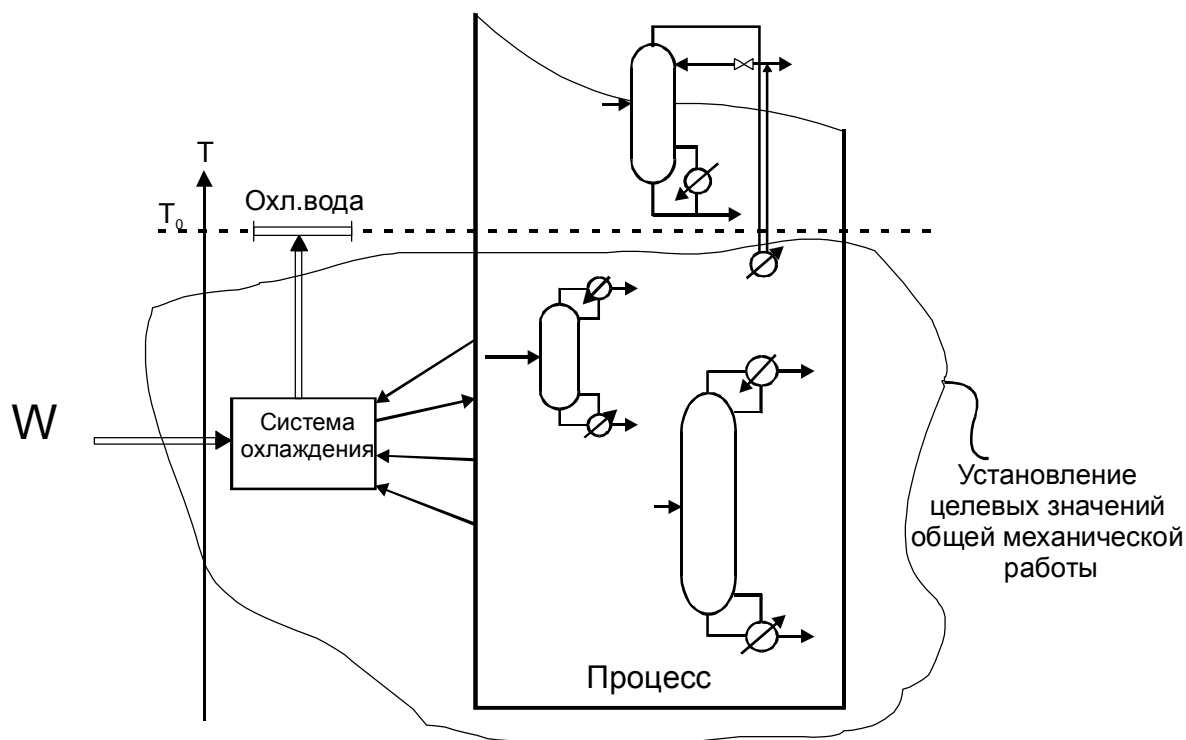 T
Охл.вода
T₀
W
Система
охлаждения
Установление
целевых значений
общей механической
работы
Процесс